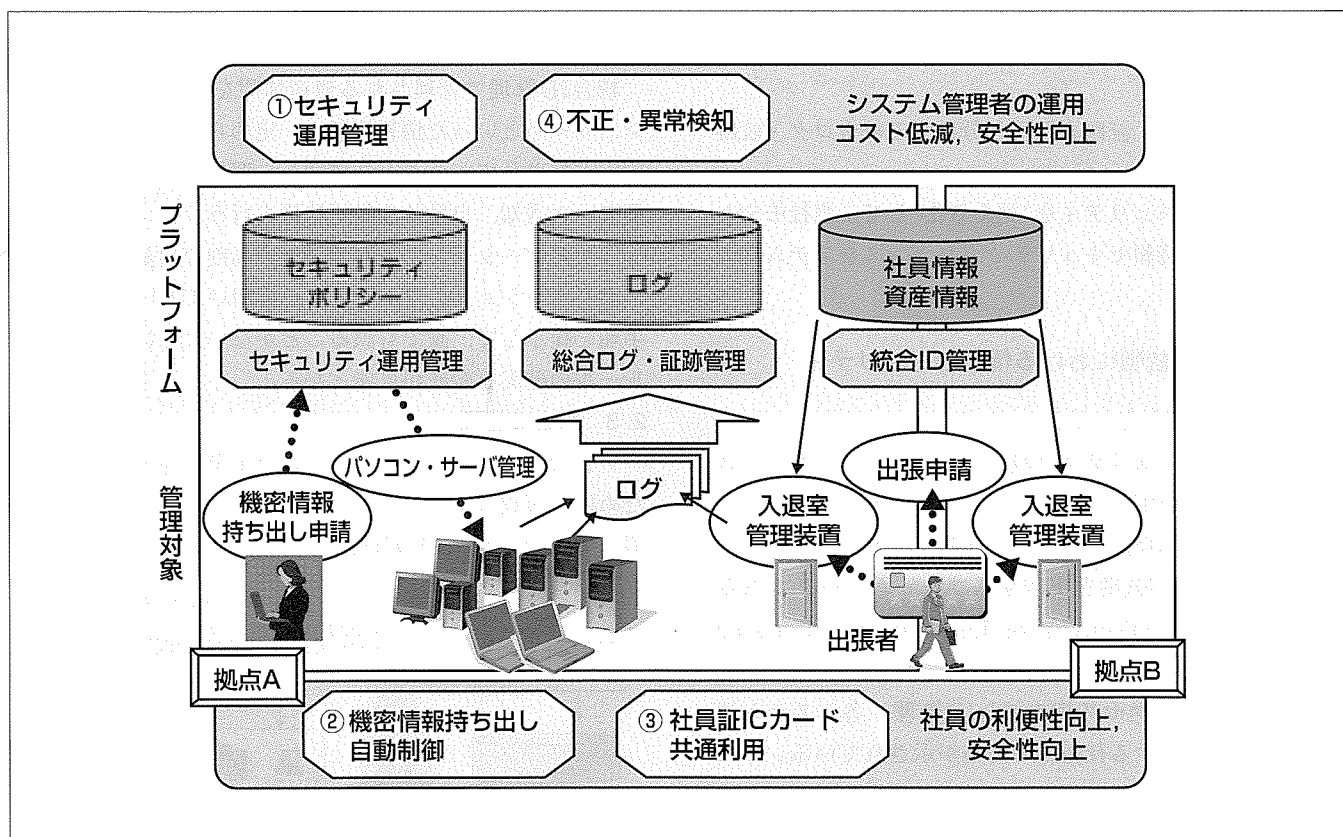 ①セキュリティ
運用管理
④ 不正・異常検知
システム管理者の運用
コスト低減，安全性向上
プラットフォーム
セキュリティ
ポリシー
ログ
社員情報
資産情報
セキュリティ運用管理
総合ログ・証跡管理
統合ID管理
管理対象
機密情報
持ち出し申請
パソコン・サーバ管理
ログ
入退室
管理装置
出張申請
入退室
管理装置
出張者
拠点A
拠点B
②機密情報持ち出し
自動制御
③社員証ICカード
共通利用
社員の利便性向上，
安全性向上